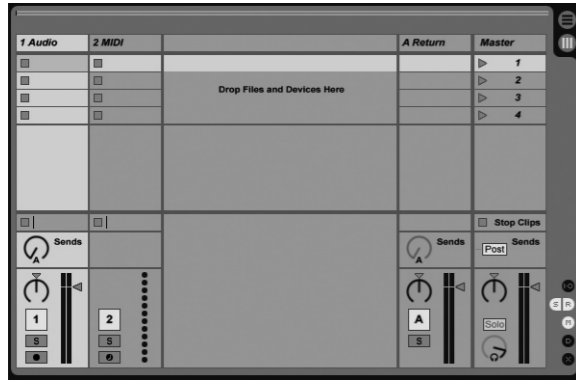 1 Audio 2 MIDI A Return Master
1
Drop Files and Devices Here 2
3
4
Stop Clips
Sends Sends Post Sends
A A
1 2 A Solo
S S S
S R
M